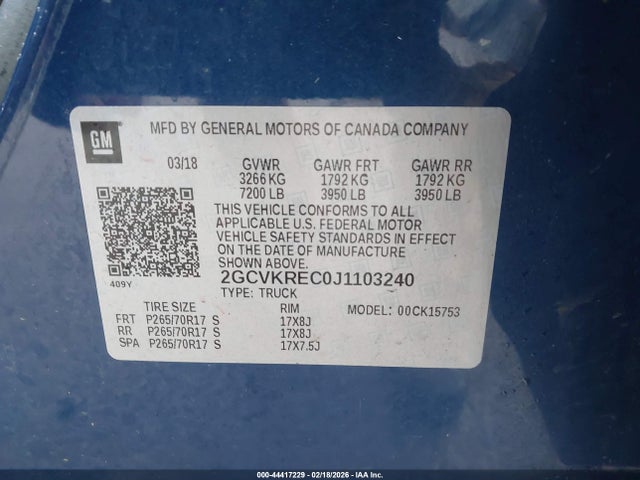 GM
MFD BY GENERAL MOTORS OF CANADA COMPANY
03/18 GVWR GAWR FRT GAWR RR
3266 KG 1792 KG 1792 KG
7200 LB 3950 LB 3950 LB
THIS VEHICLE CONFORMS TO ALL
APPLICABLE U.S. FEDERAL MOTOR
VEHICLE SAFETY STANDARDS IN EFFECT
ON THE DATE OF MANUFACTURE
SHOWN ABOVE.
409Y 2GCVKREC0J1103240
TYPE: TRUCK
TIRE SIZE RIM MODEL: 00CK15753
FRT P265/70R17 S 17X8J
RR P265/70R17 S 17X8J
SPA P265/70R17 S 17X7.5J
000-44417229 - 02/18/2026 - IAAI.com